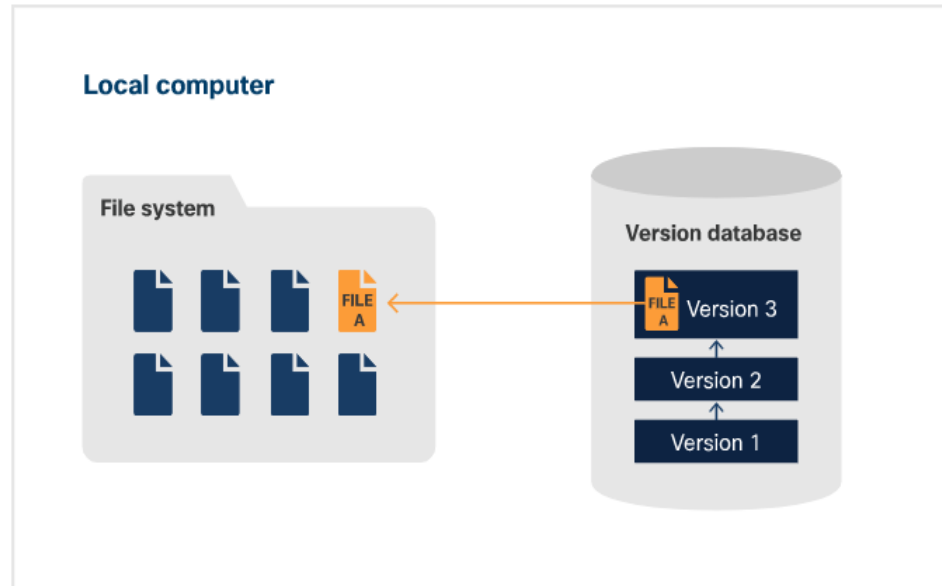 Local computer
File system
Version database
FILE
A
FILE
A
Version 3
Version 2
Version 1